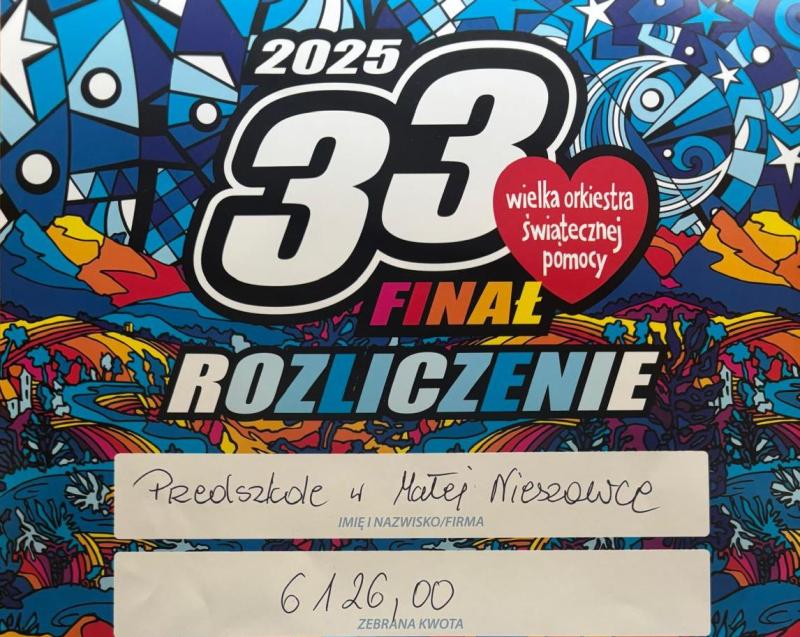 2025
33
wielka orkiestra
świątecznej
pomocy
FINAŁ
ROZLICZENIE
Przedszkole w Małej Nieszawce
IMIĘ I NAZWISKO/FIRMA
6126,00
ZEBRANA KWOTA